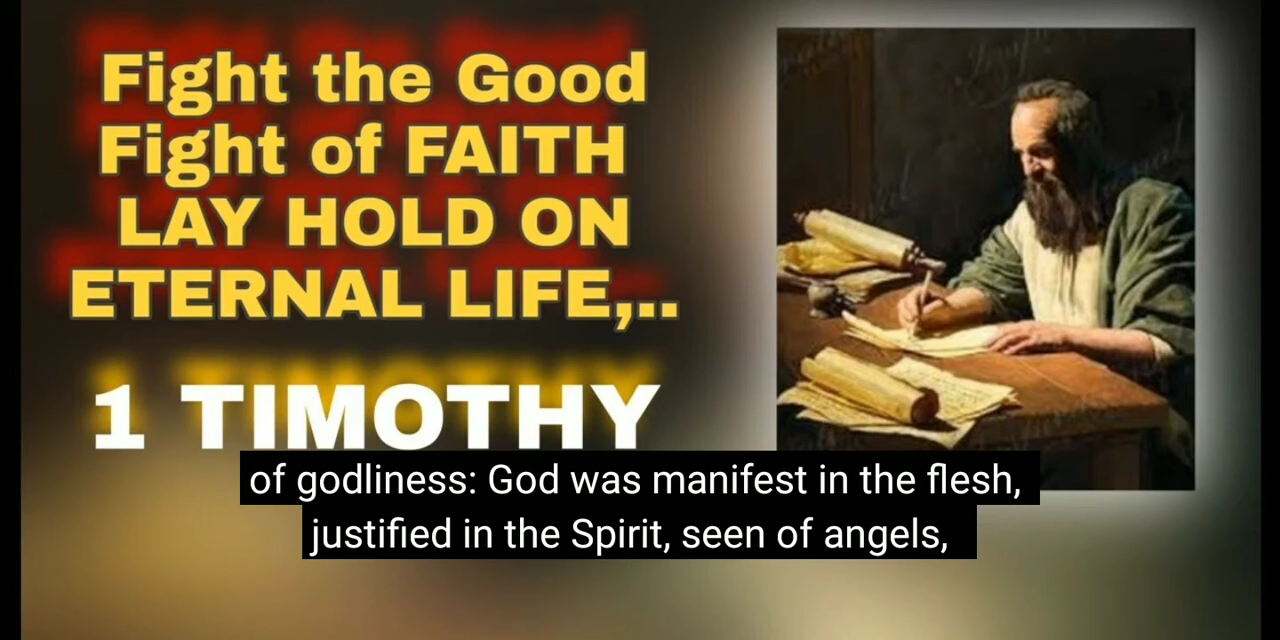 Fight the Good
Fight of FAITH
LAY HOLD ON
ETERNAL LIFE,..
1 TIMOTHY
of godliness: God was manifest in the flesh,
justified in the Spirit, seen of angels,